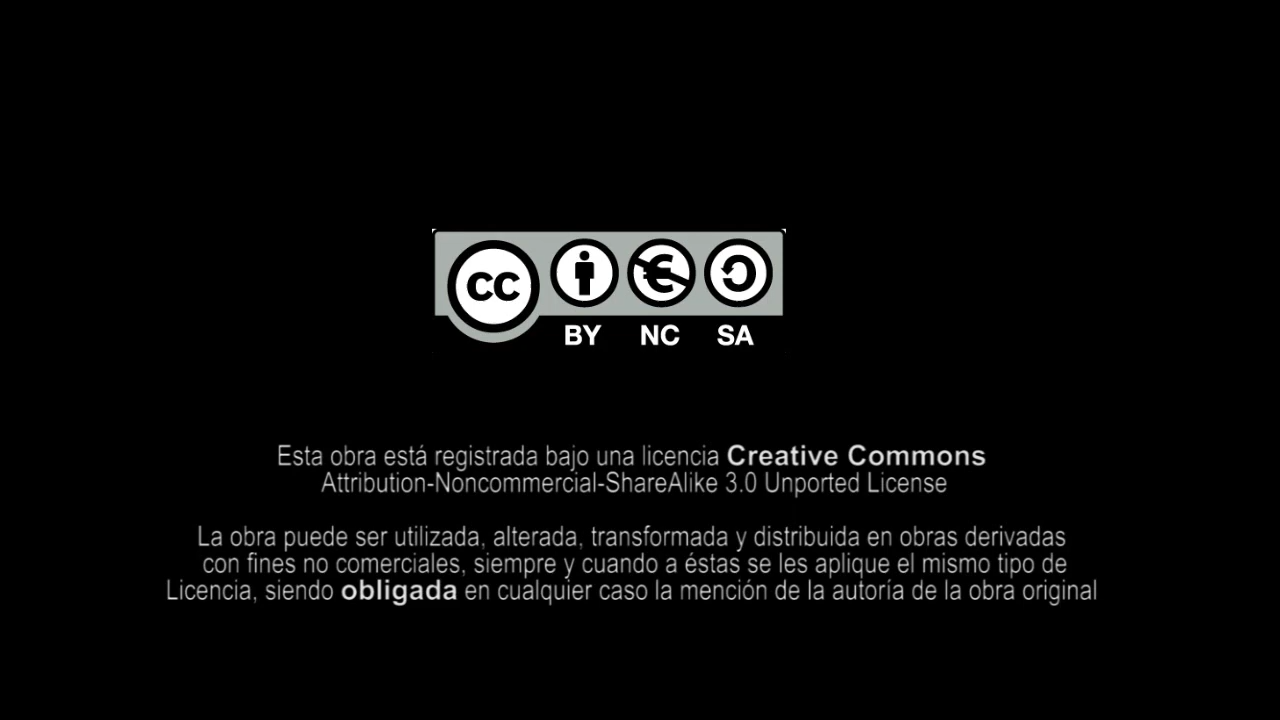 cc
BY NC SA
Esta obra está registrada bajo una licencia Creative Commons
Attribution-Noncommercial-ShareAlike 3.0 Unported License
La obra puede ser utilizada, alterada, transformada y distribuida en obras derivadas
con fines no comerciales, siempre y cuando a éstas se les aplique el mismo tipo de
Licencia, siendo obligada en cualquier caso la mención de la autoría de la obra original